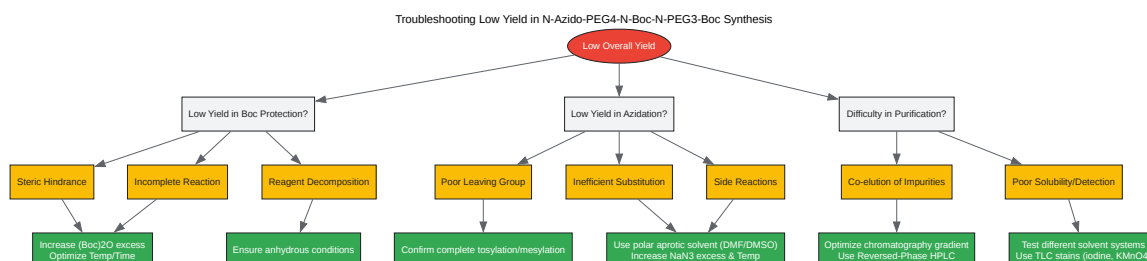 Troubleshooting Low Yield in N-Azido-PEG4-N-Boc-N-PEG3-Boc Synthesis
Low Overall Yield
Low Yield in Boc Protection?
Low Yield in Azidation?
Difficulty in Purification?
Steric Hindrance
Incomplete Reaction
Reagent Decomposition
Poor Leaving Group
Inefficient Substitution
Side Reactions
Co-elution of Impurities
Poor Solubility/Detection
Increase (Boc)2O excess
Optimize Temp/Time
Ensure anhydrous conditions
Confirm complete tosylation/mesylation
Use polar aprotic solvent (DMF/DMSO)
Increase NaN3 excess & Temp
Optimize chromatography gradient
Use Reversed-Phase HPLC
Test different solvent systems
Use TLC stains (iodine,